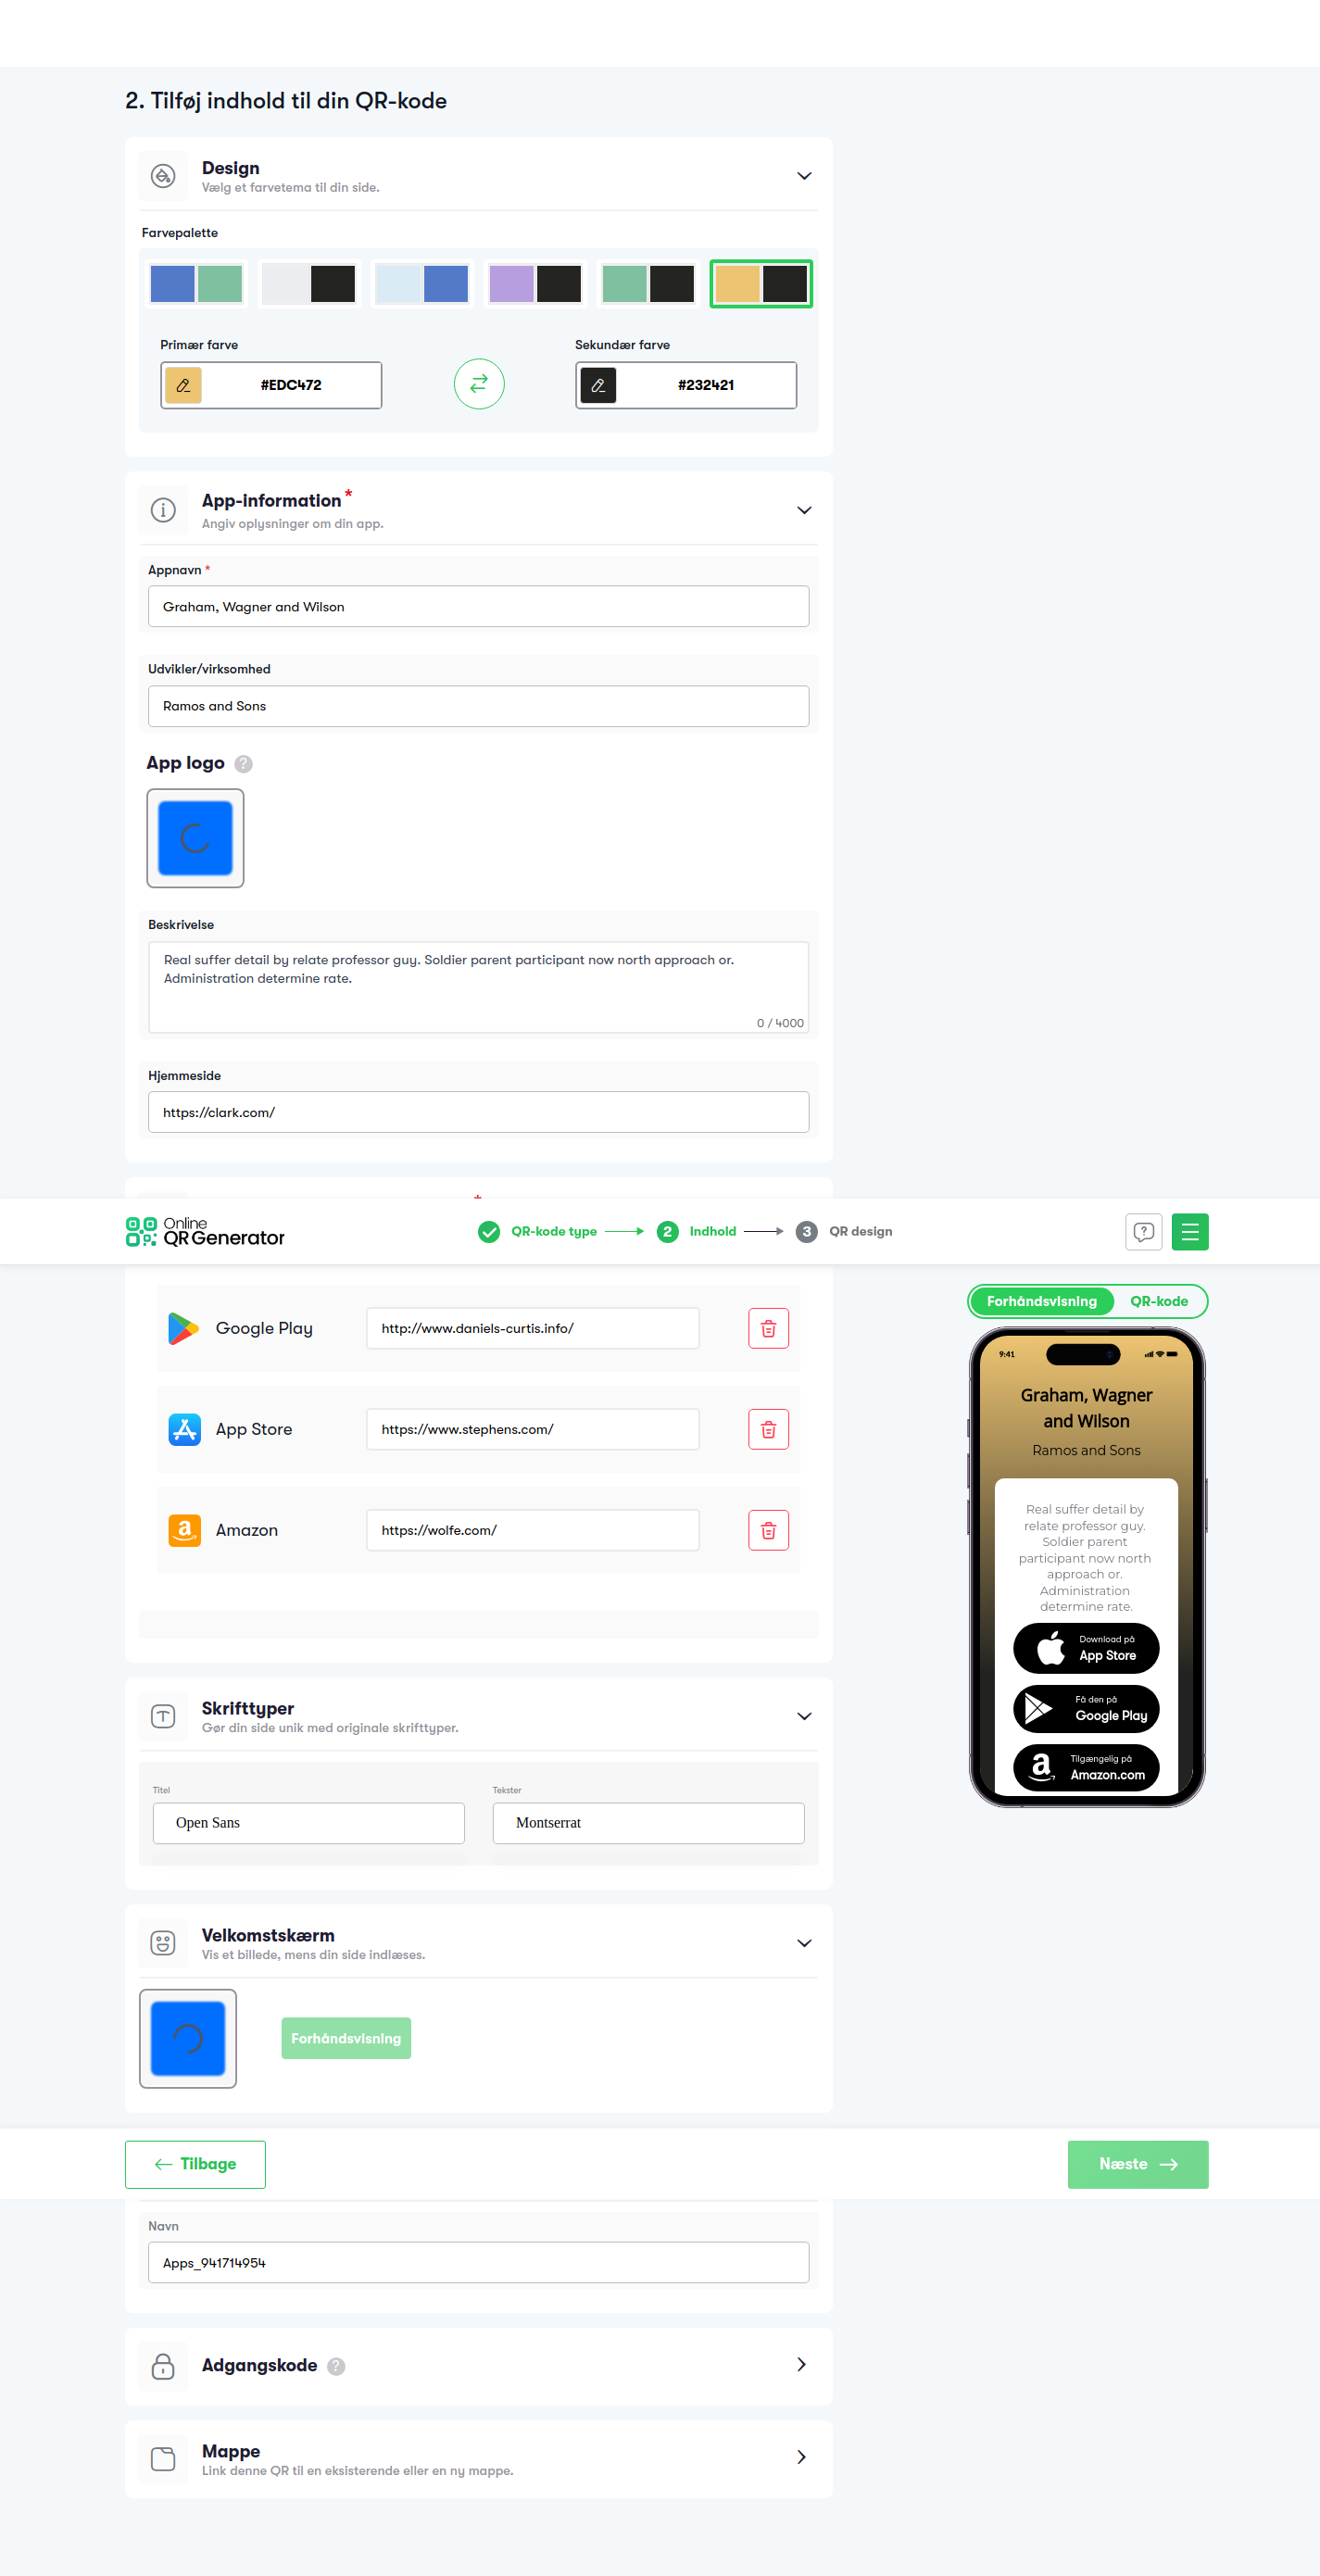 2. Tilføj indhold til din QR-kode
Design
Vælg et farvetema til din side.
Farvepalette
Primær farve
Sekundær farve
#EDC472
#232421
App-information *
Angiv oplysninger om din app.
Appnavn *
Graham, Wagner and Wilson
Udvikler/virksomhed
Ramos and Sons
App logo ?
Beskrivelse
Real suffer detail by relate professor guy. Soldier parent participant now north approach or.
Administration determine rate.
0 / 4000
Hjemmeside
https://clark.com/
*
Online
QR Generator
QR-kode type
2 Indhold
3 QR design
?
Google Play
http://www.daniels-curtis.info/
App Store
https://www.stephens.com/
Amazon
https://wolfe.com/
Forhåndsvisning
QR-kode
9:41
Graham, Wagner
and Wilson
Ramos and Sons
Real suffer detail by
relate professor guy.
Soldier parent
participant now north
approach or.
Administration
determine rate.
Download på
App Store
Få den på
Google Play
Tilgængelig på
Amazon.com
Skrifttyper
Gør din side unik med originale skrifttyper.
Titel
Tekster
Open Sans
Montserrat
Velkomstskærm
Vis et billede, mens din side indlæses.
Forhåndsvisning
Tilbage
Næste
Navn
Apps_941714954
Adgangskode ?
Mappe
Link denne QR til en eksisterende eller en ny mappe.